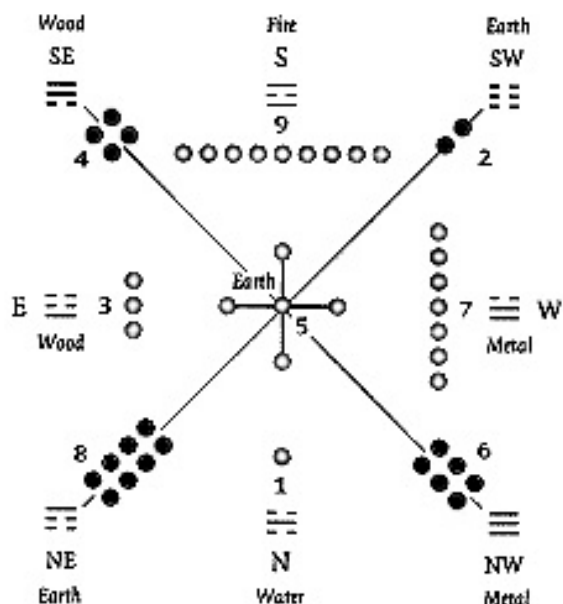 Wood Fire Earth
SE S SW
9
4 2
Earth
E 3 5 7 W
Wood Metal
8 6
1
NE N NW
Earth Water Metal